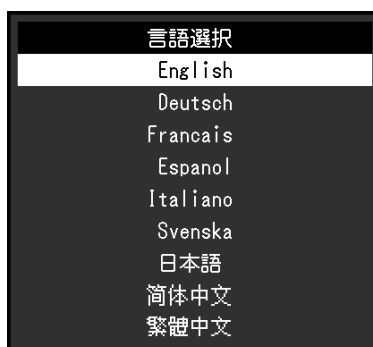 言語選択
English
Deutsch
Francais
Espanol
Italiano
Svenska
日本語
简体中文
繁體中文